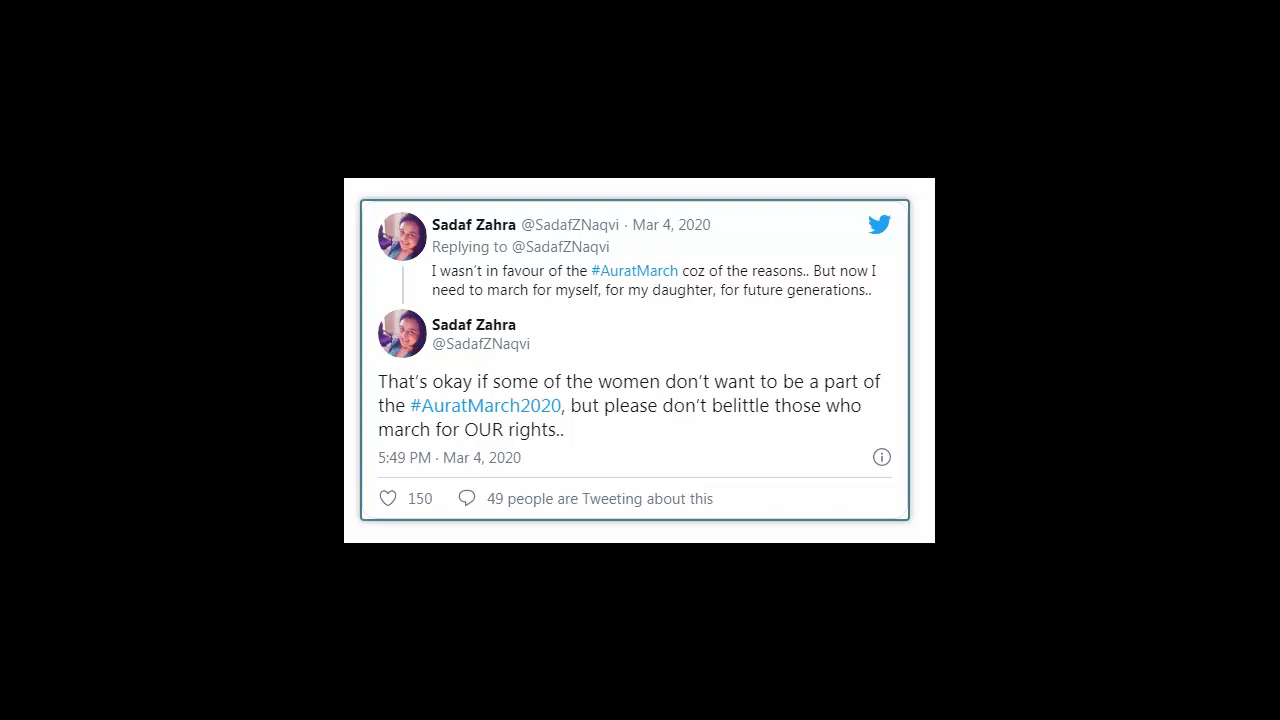 Sadaf Zahra @SadafZNaqvi · Mar 4, 2020
Replying to @SadafZNaqvi
I wasn't in favour of the #AuratMarch coz of the reasons.. But now I
need to march for myself, for my daughter, for future generations..
Sadaf Zahra
@SadafZNaqvi
That's okay if some of the women don't want to be a part of
the #AuratMarch2020, but please don't belittle those who
march for OUR rights..
5:49 PM · Mar 4, 2020
150 49 people are Tweeting about this